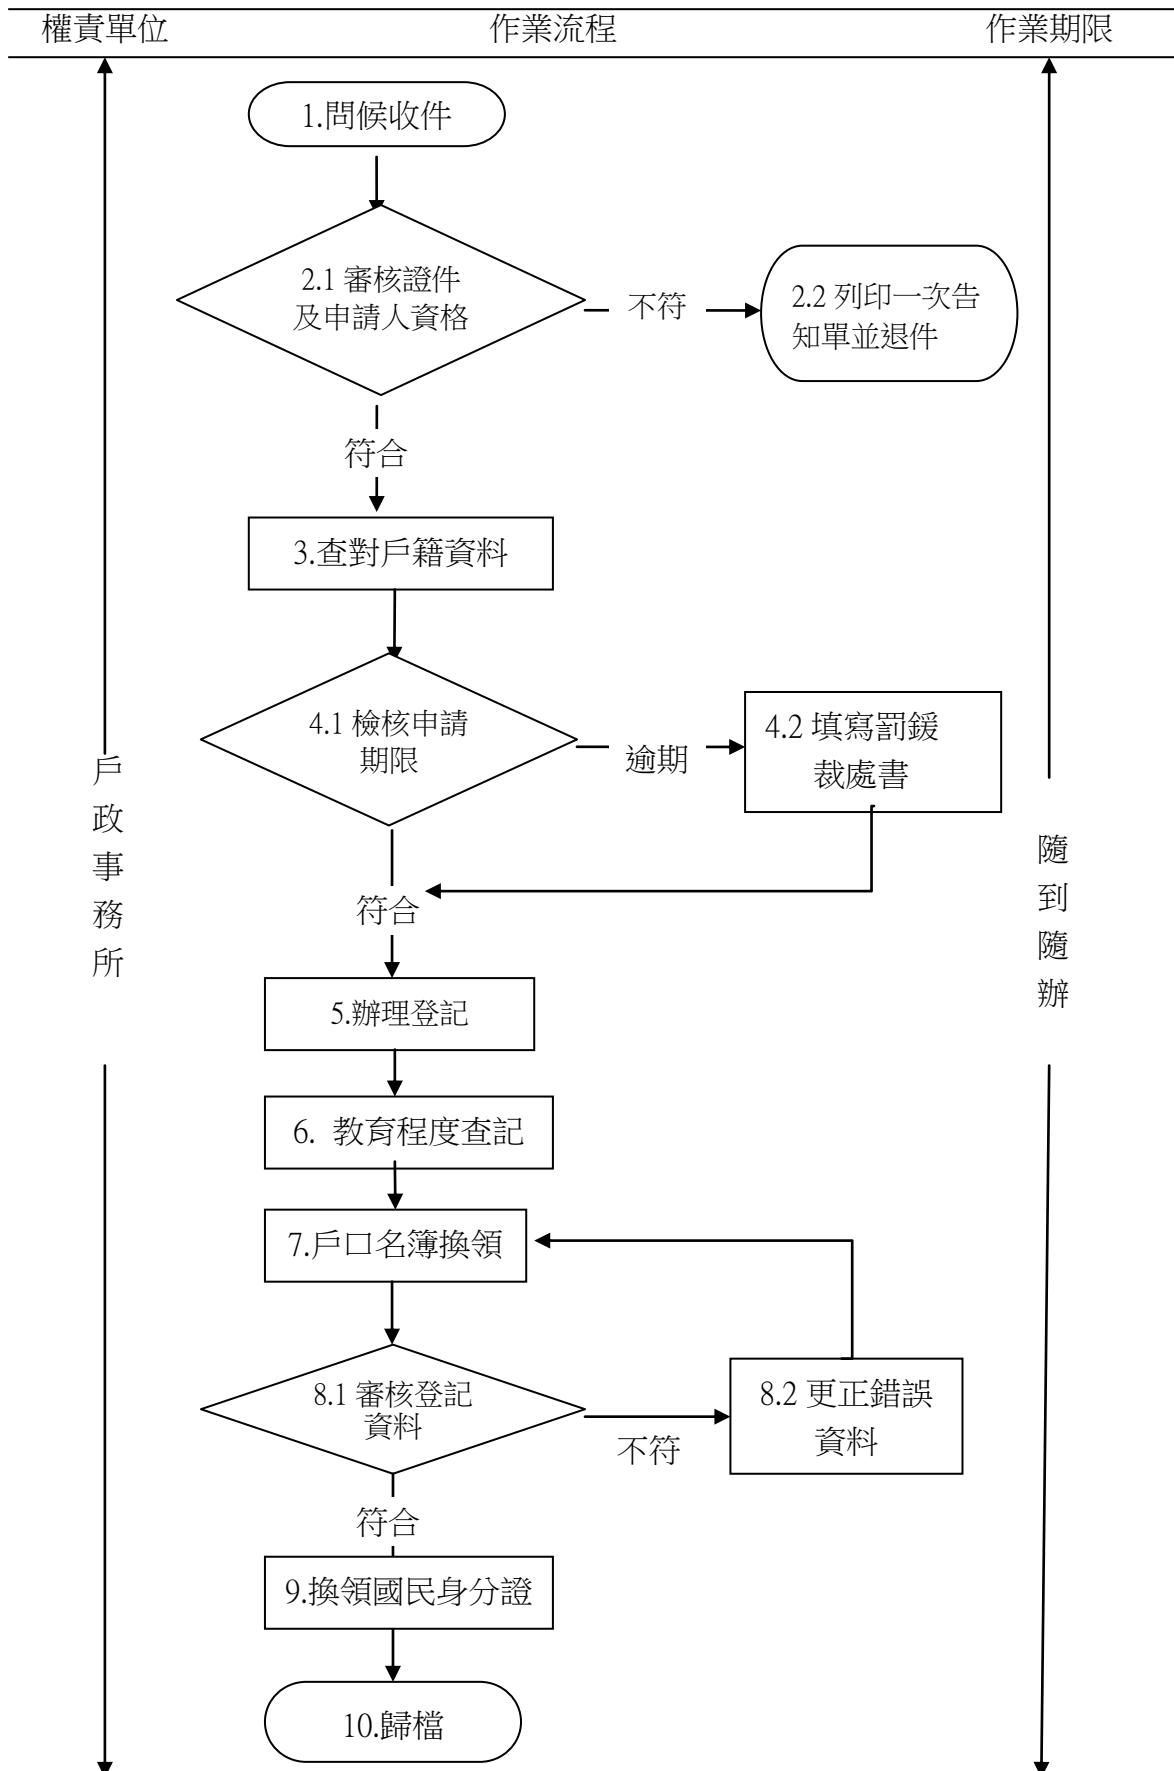 權責單位
作業流程
作業期限
1.問候收件
2.1 審核證件
及申請人資格
不符
2.2 列印一次告
知單並退件
符合
3.查對戶籍資料
4.1 檢核申請
期限
逾期
4.2 填寫罰鍰
裁處書
符合
5.辦理登記
6. 教育程度查記
7.戶口名簿換領
8.1 審核登記
資料
不符
8.2 更正錯誤
資料
符合
9.換領國民身分證
10.歸檔
戶
政
事
務
所
隨
到
隨
辦